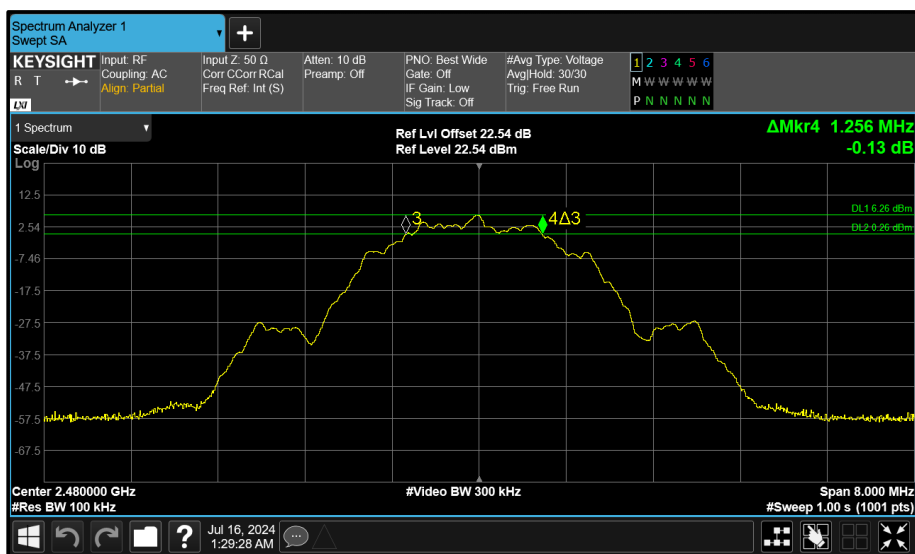 Spectrum Analyzer 1
Swept SA
KEYSIGHT
R T
LXI
Input: RF
Coupling: AC
Align: Partial
Input Z: 50 Ω
Corr CCorr RCal
Freq Ref: Int (S)
Atten: 10 dB
Preamp: Off
PNO: Best Wide
Gate: Off
IF Gain: Low
Sig Track: Off
#Avg Type: Voltage
Avg|Hold: 30/30
Trig: Free Run
1 2 3 4 5 6
M W W W W W
P N N N N N
1 Spectrum
Scale/Div 10 dB
Ref Lvl Offset 22.54 dB
Ref Level 22.54 dBm
ΔMkr4 1.256 MHz
-0.13 dB
Log
12.5
2.54
-7.46
-17.5
-27.5
-37.5
-47.5
-57.5
-67.5
3
4Δ3
DL1 6.26 dBm
DL2 0.26 dBm
Center 2.480000 GHz
#Res BW 100 kHz
#Video BW 300 kHz
Span 8.000 MHz
#Sweep 1.00 s (1001 pts)
?
Jul 16, 2024
1:29:28 AM